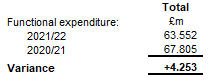 Total
Functional expenditure: £m
2021/22 63.552
2020/21 67.805
Variance +4.253